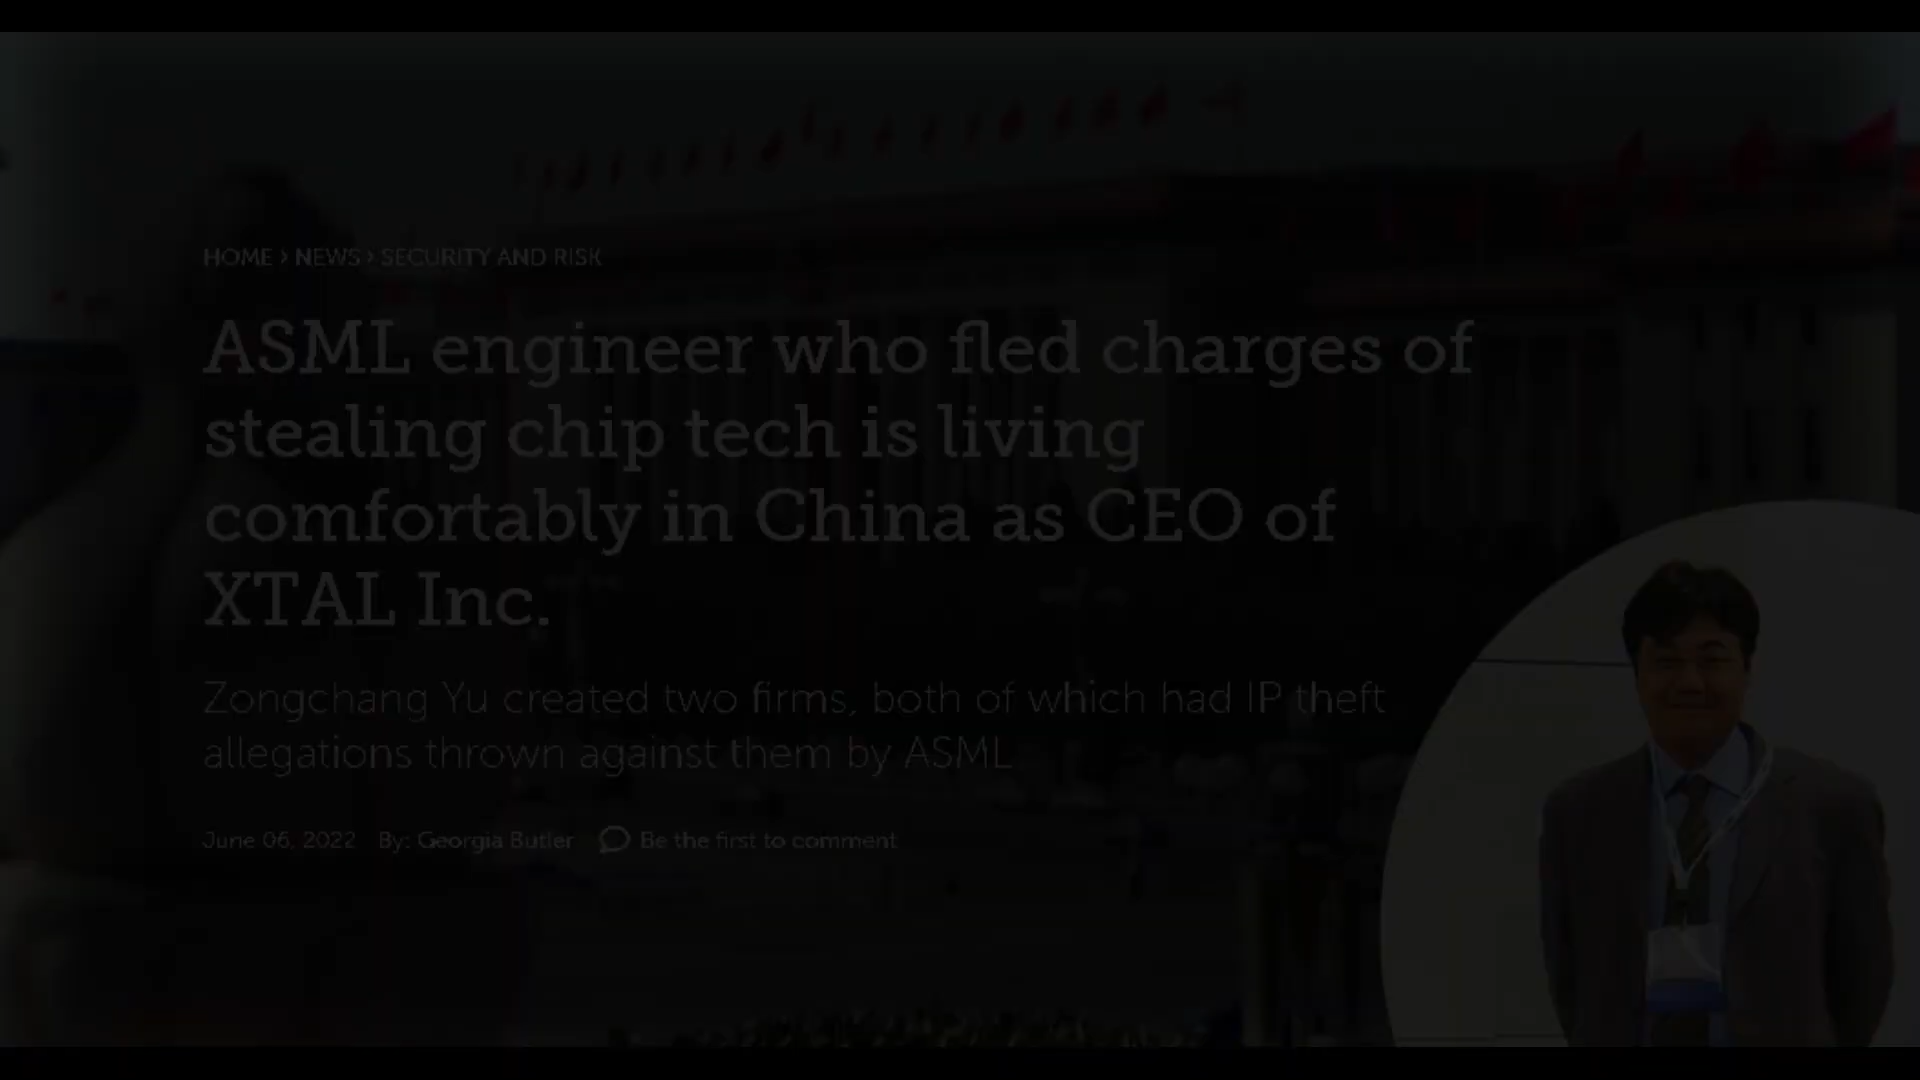 HOME › NEWS › SECURITY AND RISK
ASML engineer who fled charges of
stealing chip tech is living
comfortably in China as CEO of
XTAL Inc.
Zongchang Yu created two firms, both of which had IP theft
allegations thrown against them by ASML
June 06, 2022 By: Georgia Butler Be the first to comment